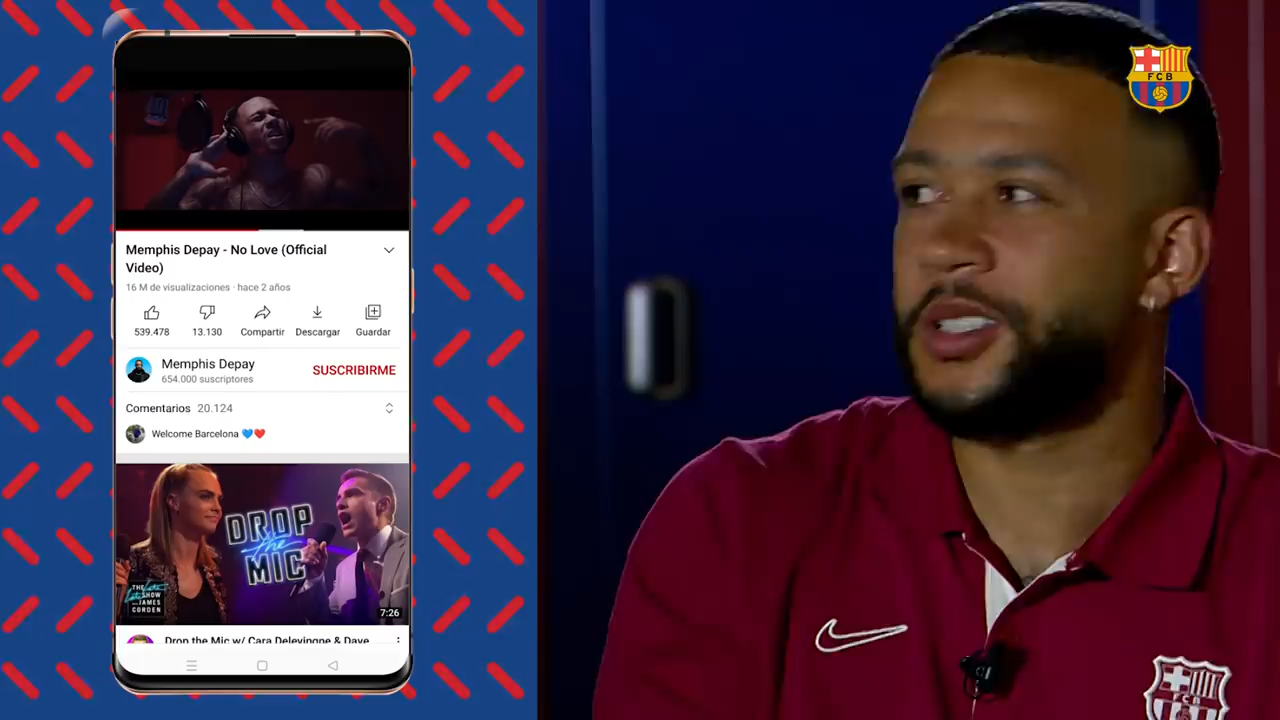 Memphis Depay - No Love (Official
Video)
16 M de visualizaciones · hace 2 años
539.478
13.130
Compartir
Descargar
Guardar
Memphis Depay
654.000 suscriptores
SUSCRIBIRME
Comentarios 20.124
Welcome Barcelona 💙❤️
DROP
the
MIC
THE
Late Late
SHOW
WITH JAMES
CORDEN
7:26
Drop the Mic w/ Cara Delevingne & Dave
FCB
FCB